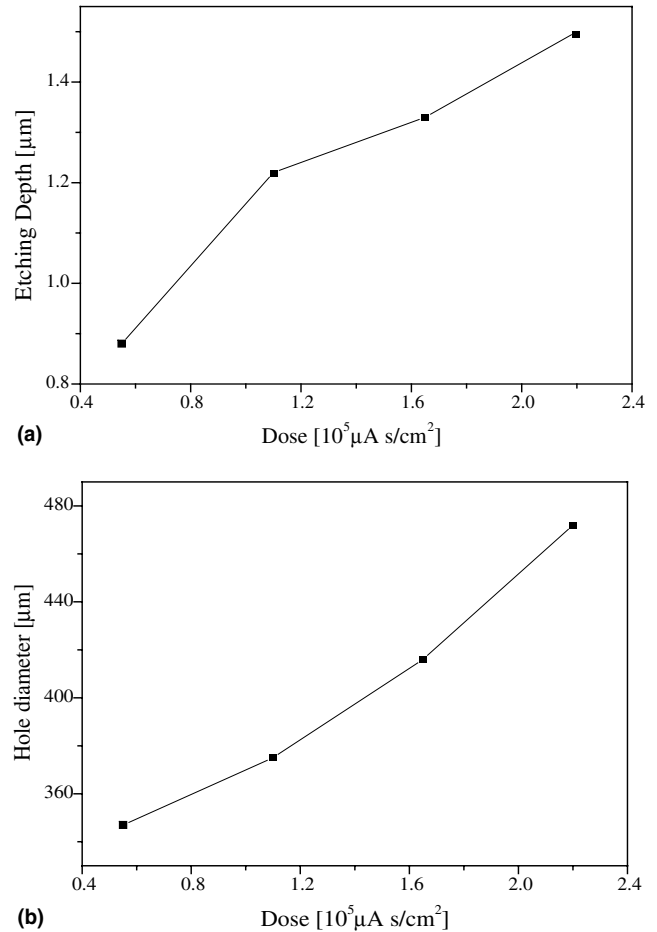 Etching Depth [μm]
1.4
1.2
1.0
0.8
0.4 0.8 1.2 1.6 2.0 2.4
(a) Dose [10⁵μA s/cm²]
Hole diameter [μm]
480
440
400
360
0.4 0.8 1.2 1.6 2.0 2.4
(b) Dose [10⁵μA s/cm²]